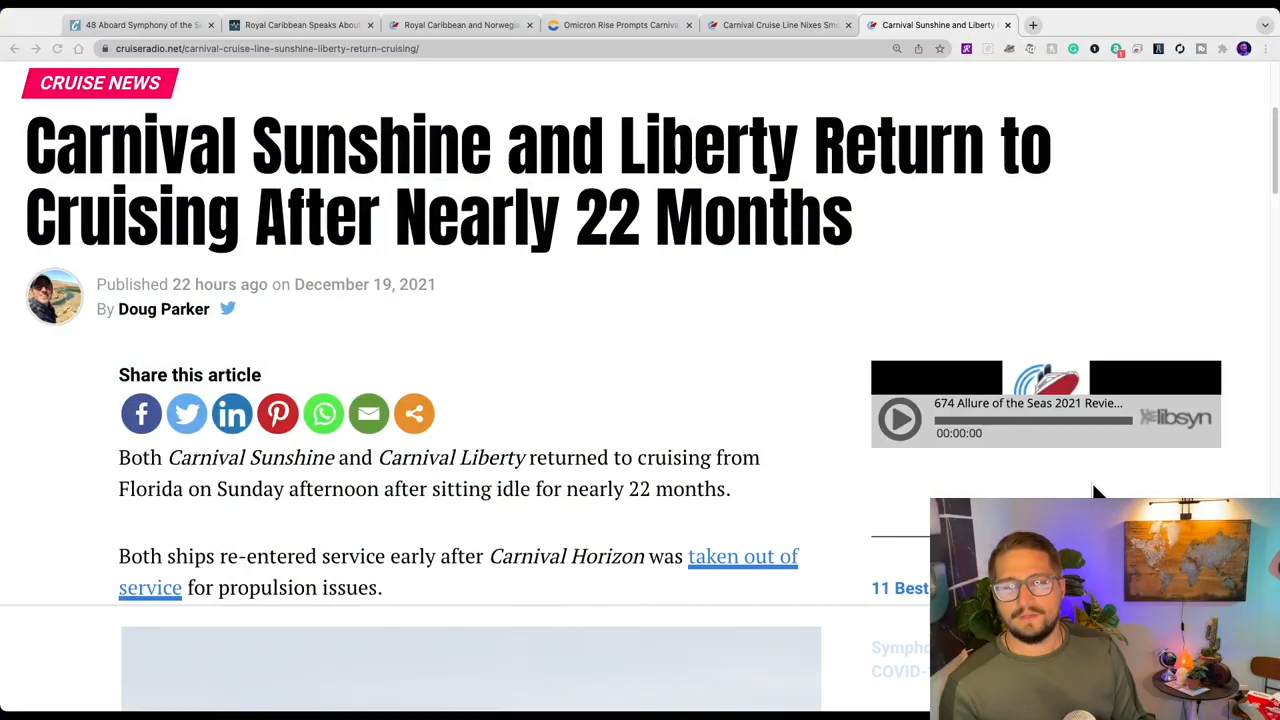 48 Aboard Symphony of the S
Royal Caribbean Speaks About
Royal Caribbean and Norwegia
Omicron Rise Prompts Carniva
Carnival Cruise Line Nixes Smo
Carnival Sunshine and Liberty
cruiseradio.net/carnival-cruise-line-sunshine-liberty-return-cruising/
CRUISE NEWS
Carnival Sunshine and Liberty Return to
Cruising After Nearly 22 Months
Published 22 hours ago on December 19, 2021
By Doug Parker
Share this article
Both Carnival Sunshine and Carnival Liberty returned to cruising from
Florida on Sunday afternoon after sitting idle for nearly 22 months.
Both ships re-entered service early after Carnival Horizon was taken out of
service for propulsion issues.
674 Allure of the Seas 2021 Revie...
libsyn
00:00:00
11 Best
Sympho
COVID-